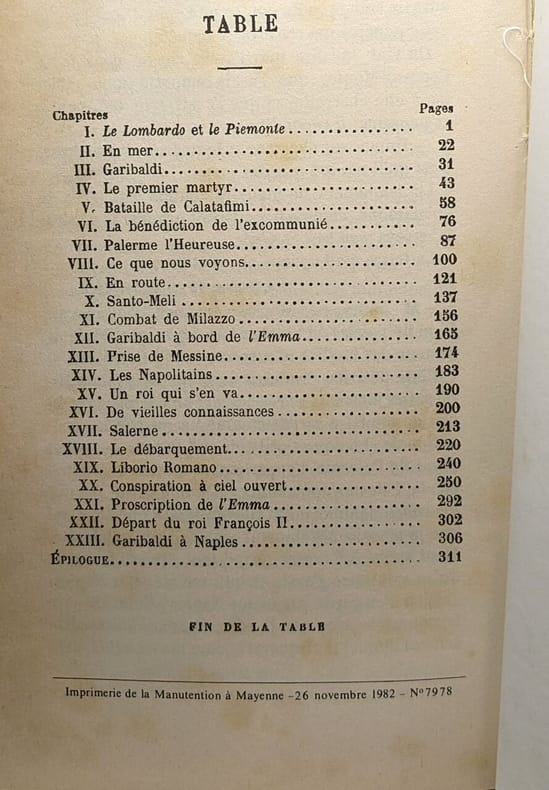 TABLE
Chapitres Pages
I. Le Lombardo et le Piemonte................ 1
II. En mer................................ 22
III. Garibaldi............................... 31
IV. Le premier martyr....................... 43
V. Bataille de Calatafimi..................... 58
VI. La bénédiction de l'excommunié........... 76
VII. Palerme l'Heureuse...................... 87
VIII. Ce que nous voyons..................... 100
IX. En route............................... 121
X. Santo-Meli ............................. 137
XI. Combat de Milazzo ...................... 156
XII. Garibaldi à bord de l'Emma.............. 165
XIII. Prise de Messine........................ 174
XIV. Les Napolitains......................... 183
XV. Un roi qui s'en va....................... 190
XVI. De vieilles connaissances ................. 200
XVII. Salerne................................ 213
XVIII. Le débarquement........................ 220
XIX. Liborio Romano ......................... 240
XX. Conspiration à ciel ouvert................ 250
XXI. Proscription de l'Emma .................. 292
XXII. Départ du roi François II................. 302
XXIII. Garibaldi à Naples ...................... 306
ÉPILOGUE..................................... 311
FIN DE LA TABLE
Imprimerie de la Manutention à Mayenne –26 novembre 1982 – N°7978